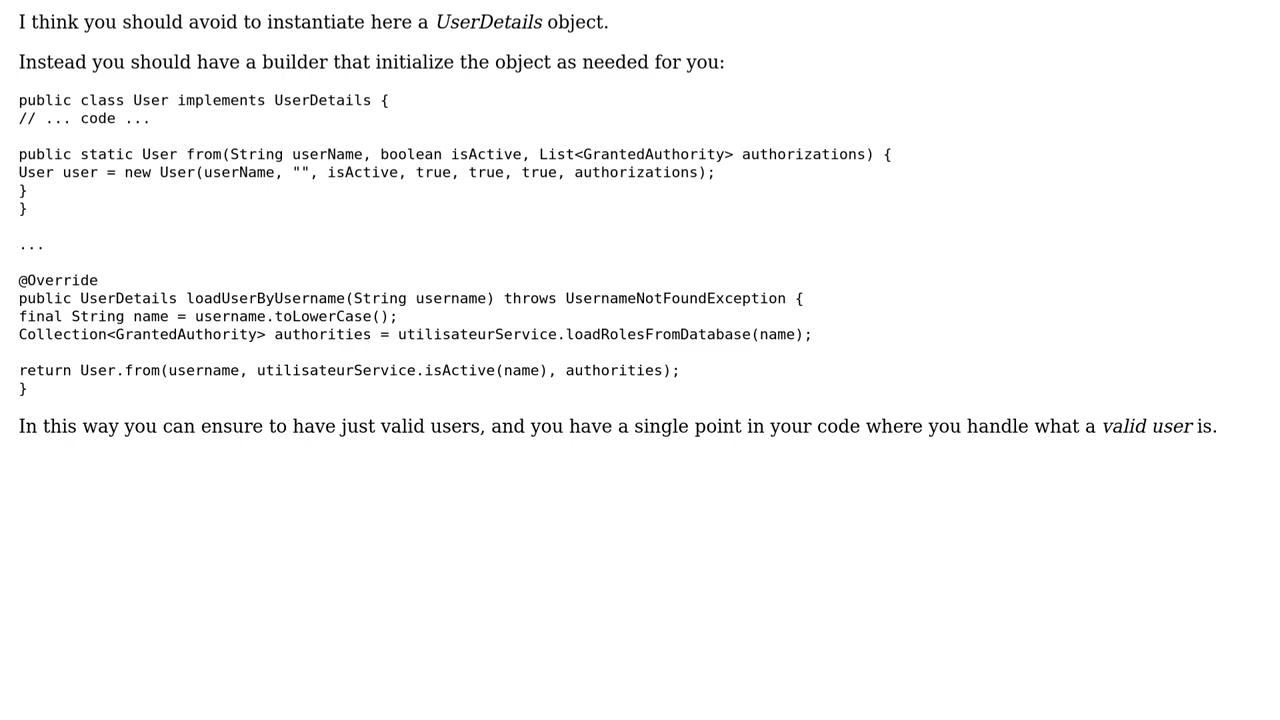 I think you should avoid to instantiate here a UserDetails object.
Instead you should have a builder that initialize the object as needed for you:
public class User implements UserDetails {
// ... code ...
public static User from(String userName, boolean isActive, List<GrantedAuthority> authorizations) {
User user = new User(userName, "", isActive, true, true, true, authorizations);
}
}
...
@Override
public UserDetails loadUserByUsername(String username) throws UsernameNotFoundException {
final String name = username.toLowerCase();
Collection<GrantedAuthority> authorities = utilisateurService.loadRolesFromDatabase(name);
return User.from(username, utilisateurService.isActive(name), authorities);
}
In this way you can ensure to have just valid users, and you have a single point in your code where you handle what a valid user is.